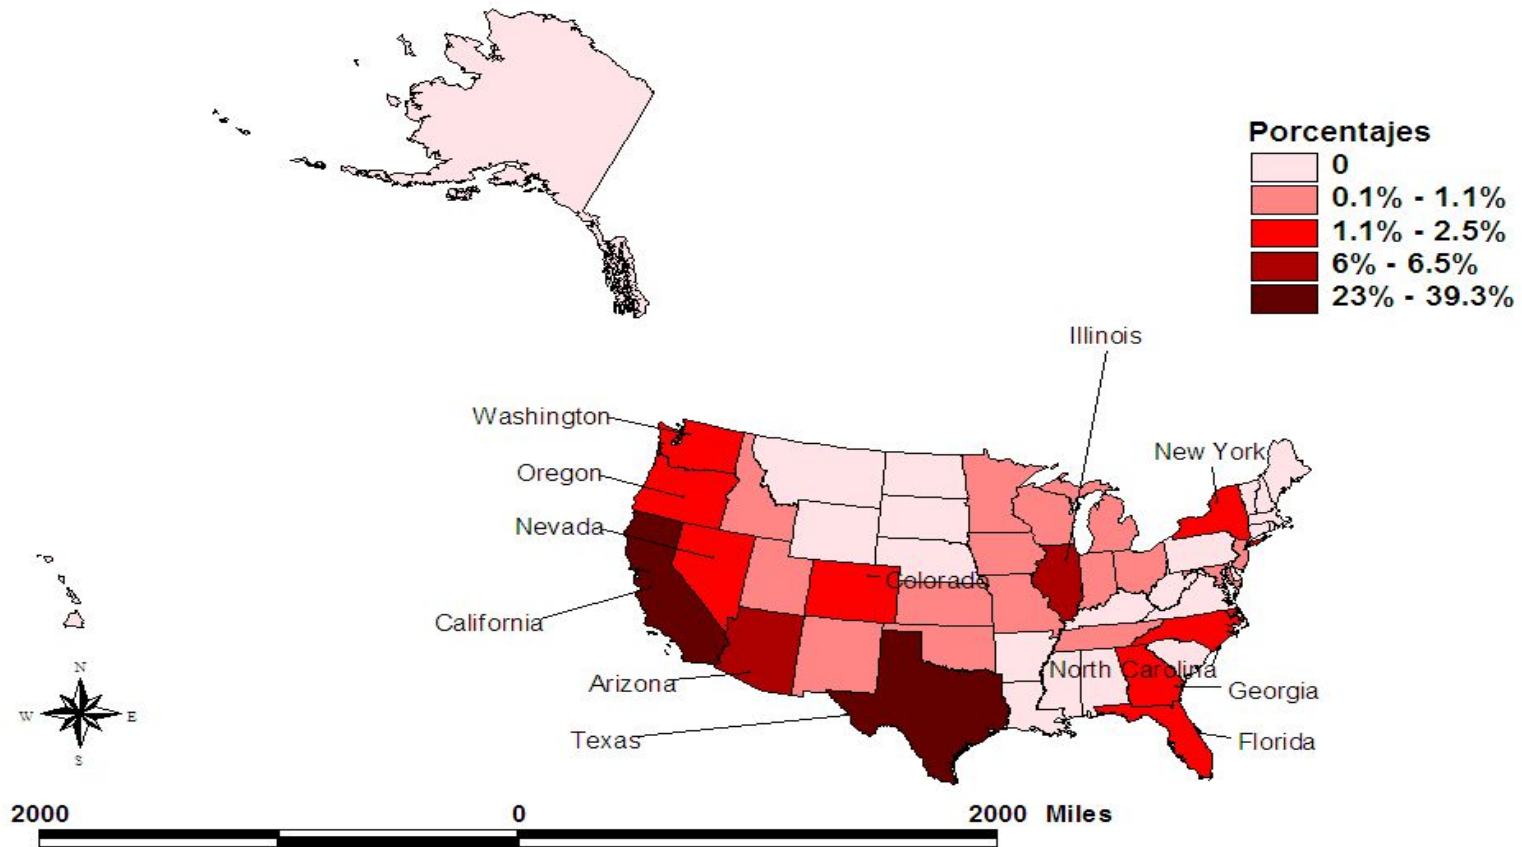 Porcentajes
0
0.1% - 1.1%
1.1% - 2.5%
6% - 6.5%
23% - 39.3%
Illinois
Washington
New York
Oregon
Nevada
Colorado
California
North Carolina
Arizona
Georgia
Texas
Florida
N
W E
S
2000 0 2000 Miles